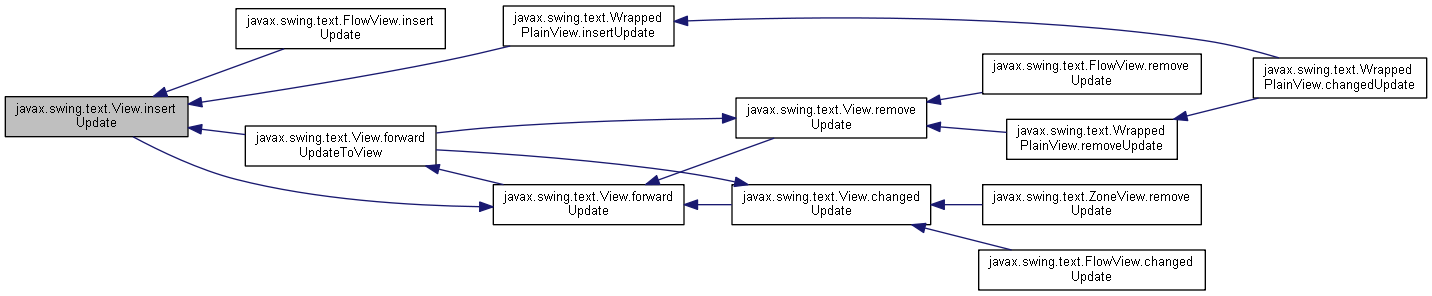 javax.swing.text.FlowView.insert
Update
javax.swing.text.Wrapped
PlainView.insertUpdate
javax.swing.text.FlowView.remove
Update
javax.swing.text.Wrapped
PlainView.changedUpdate
javax.swing.text.View.insert
Update
javax.swing.text.View.remove
Update
javax.swing.text.View.forward
UpdateToView
javax.swing.text.Wrapped
PlainView.removeUpdate
javax.swing.text.View.forward
Update
javax.swing.text.View.changed
Update
javax.swing.text.ZoneView.remove
Update
javax.swing.text.FlowView.changed
Update